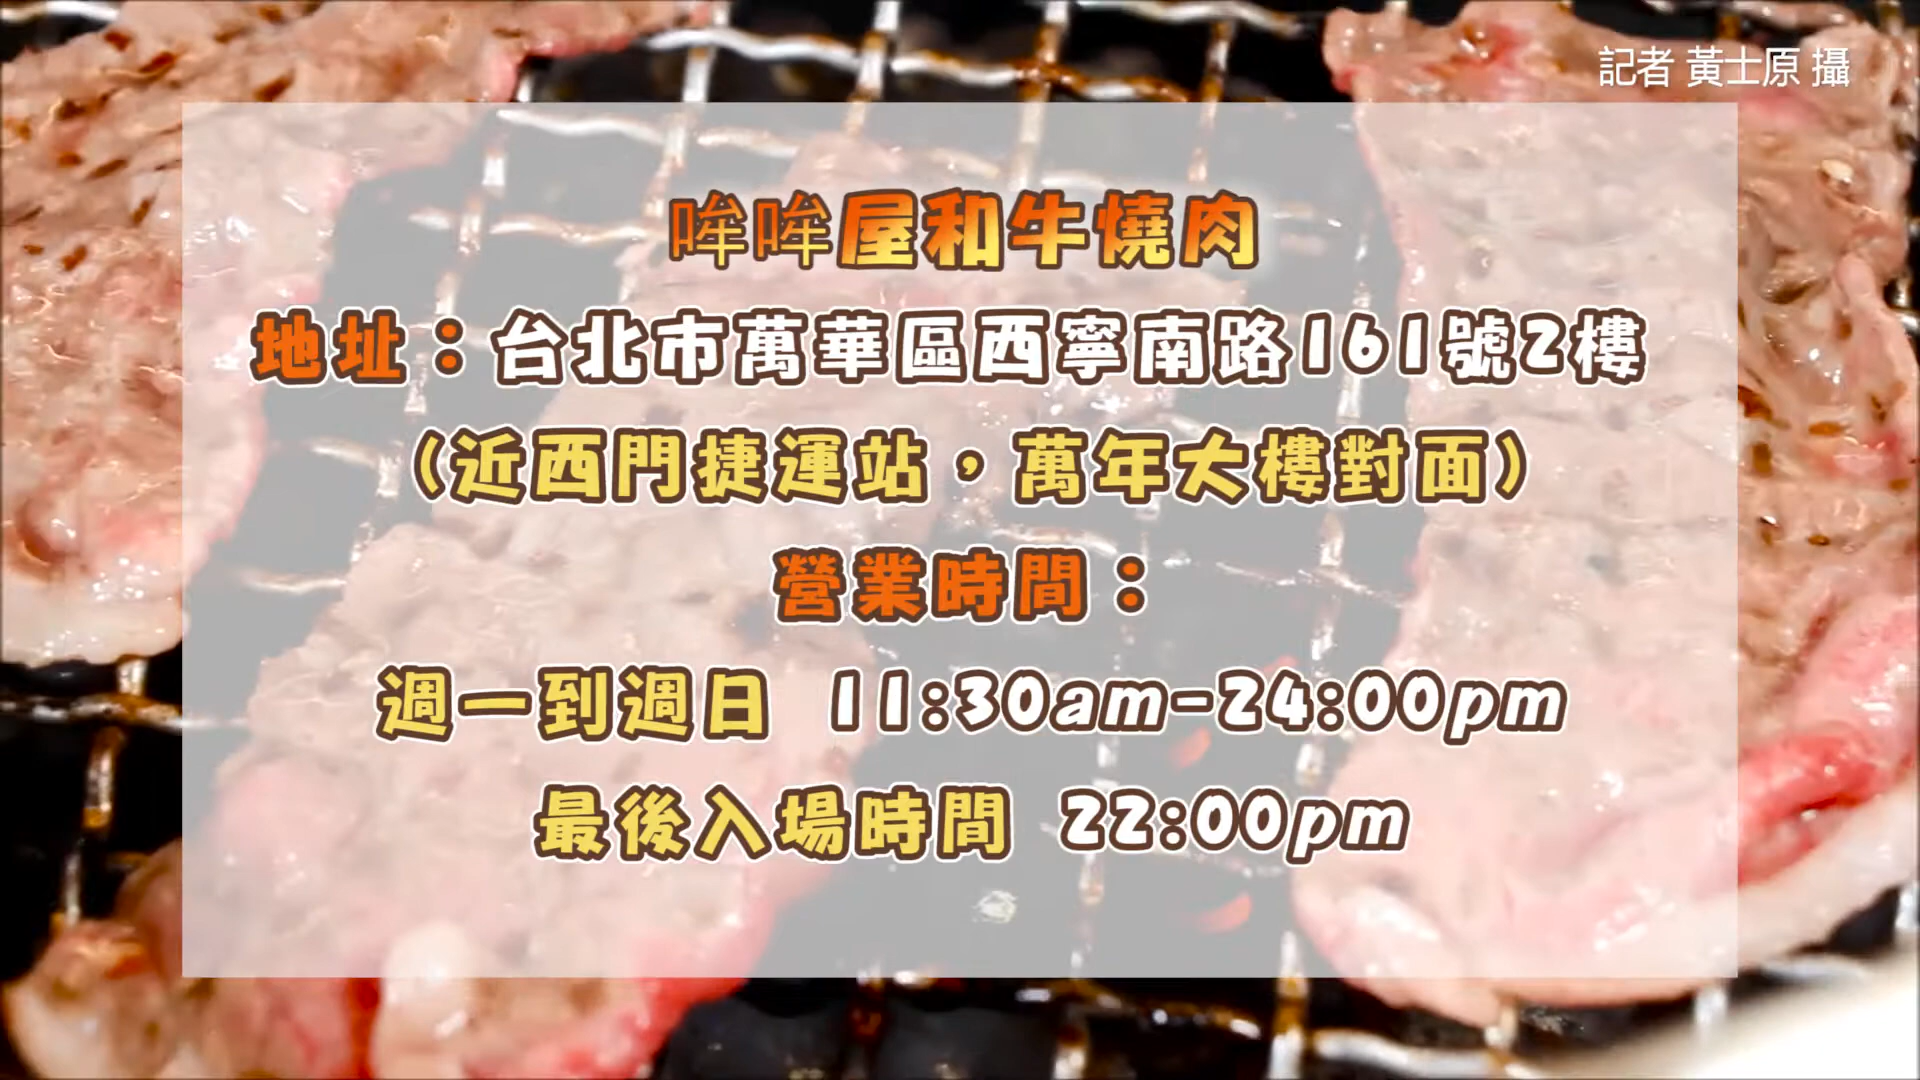 記者 黃士原 攝
哞哞屋和牛燒肉
地址：台北市萬華區西寧南路161號2樓
(近西門捷運站，萬年大樓對面)
營業時間：
週一到週日 11:30am-24:00pm
最後入場時間 22:00pm